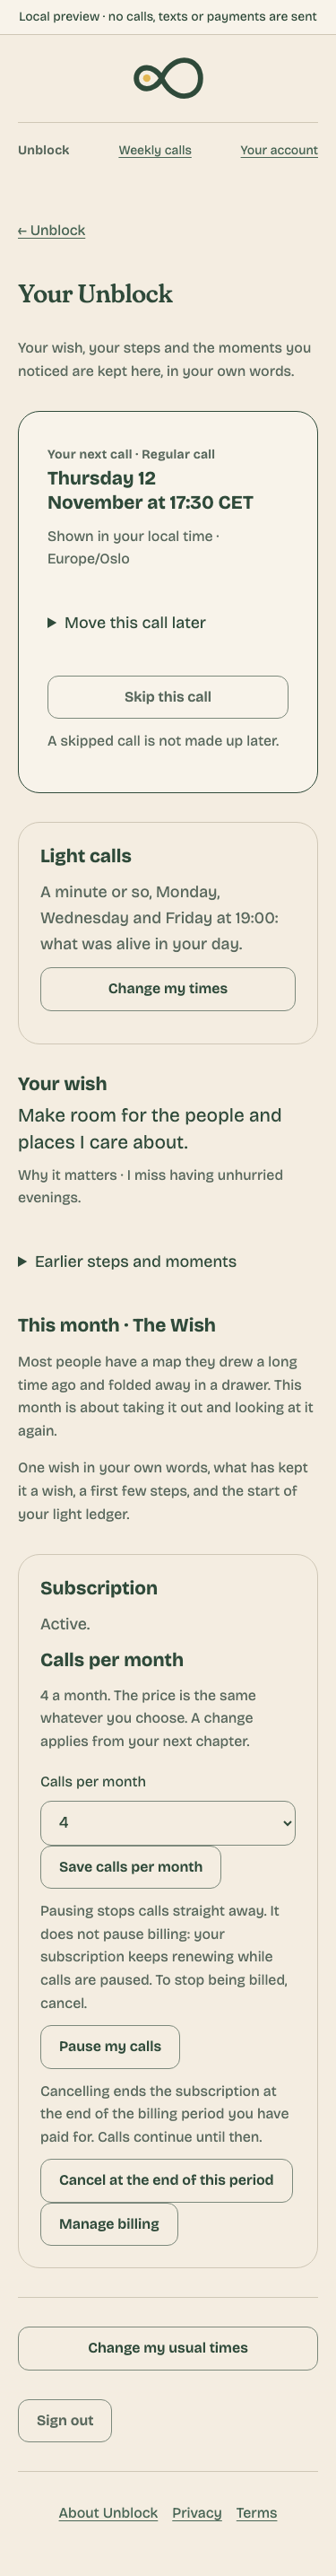 Local preview · no calls, texts or payments are sent
Unblock
Weekly calls
Your account
← Unblock
Your Unblock
Your wish, your steps and the moments you
noticed are kept here, in your own words.
Your next call · Regular call
Thursday 12
November at 17:30 CET
Shown in your local time ·
Europe/Oslo
▶ Move this call later
Skip this call
A skipped call is not made up later.
Light calls
A minute or so, Monday,
Wednesday and Friday at 19:00:
what was alive in your day.
Change my times
Your wish
Make room for the people and
places I care about.
Why it matters · I miss having unhurried
evenings.
▶ Earlier steps and moments
This month · The Wish
Most people have a map they drew a long
time ago and folded away in a drawer. This
month is about taking it out and looking at it
again.
One wish in your own words, what has kept
it a wish, a first few steps, and the start of
your light ledger.
Subscription
Active.
Calls per month
4 a month. The price is the same
whatever you choose. A change
applies from your next chapter.
Calls per month
4
Save calls per month
Pausing stops calls straight away. It
does not pause billing: your
subscription keeps renewing while
calls are paused. To stop being billed,
cancel.
Pause my calls
Cancelling ends the subscription at
the end of the billing period you have
paid for. Calls continue until then.
Cancel at the end of this period
Manage billing
Change my usual times
Sign out
About Unblock
Privacy
Terms